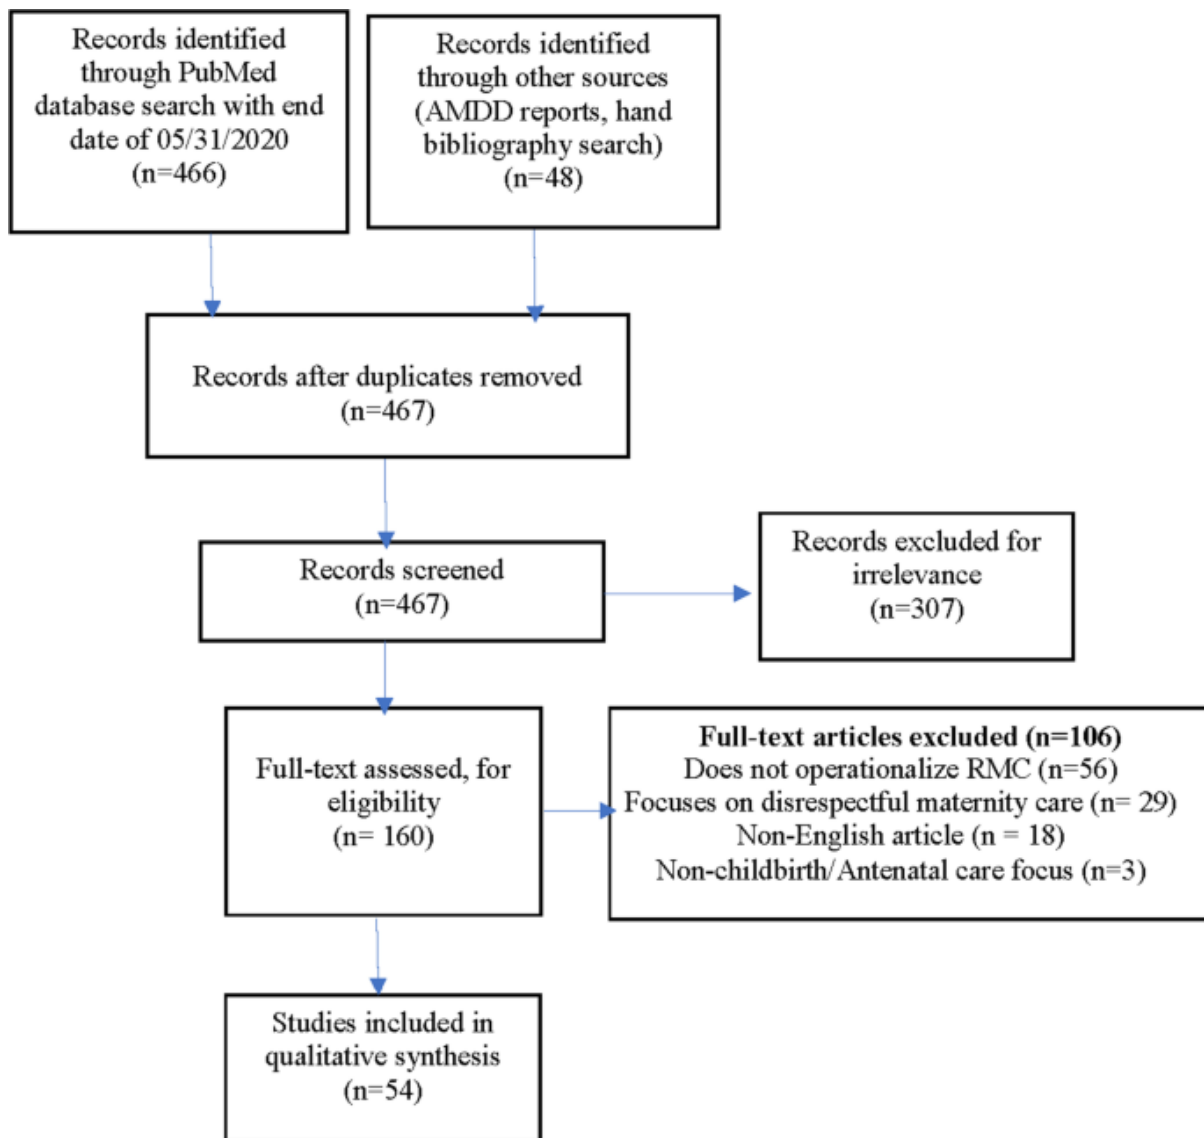 Records identified
through PubMed
database search with end
date of 05/31/2020
(n=466)
Records identified
through other sources
(AMDD reports, hand
bibliography search)
(n=48)
Records after duplicates removed
(n=467)
Records screened
(n=467)
Records excluded for
irrelevance
(n=307)
Full-text assessed, for
eligibility
(n= 160)
Full-text articles excluded (n=106)
Does not operationalize RMC (n=56)
Focuses on disrespectful maternity care (n= 29)
Non-English article (n = 18)
Non-childbirth/Antenatal care focus (n=3)
Studies included in
qualitative synthesis
(n=54)